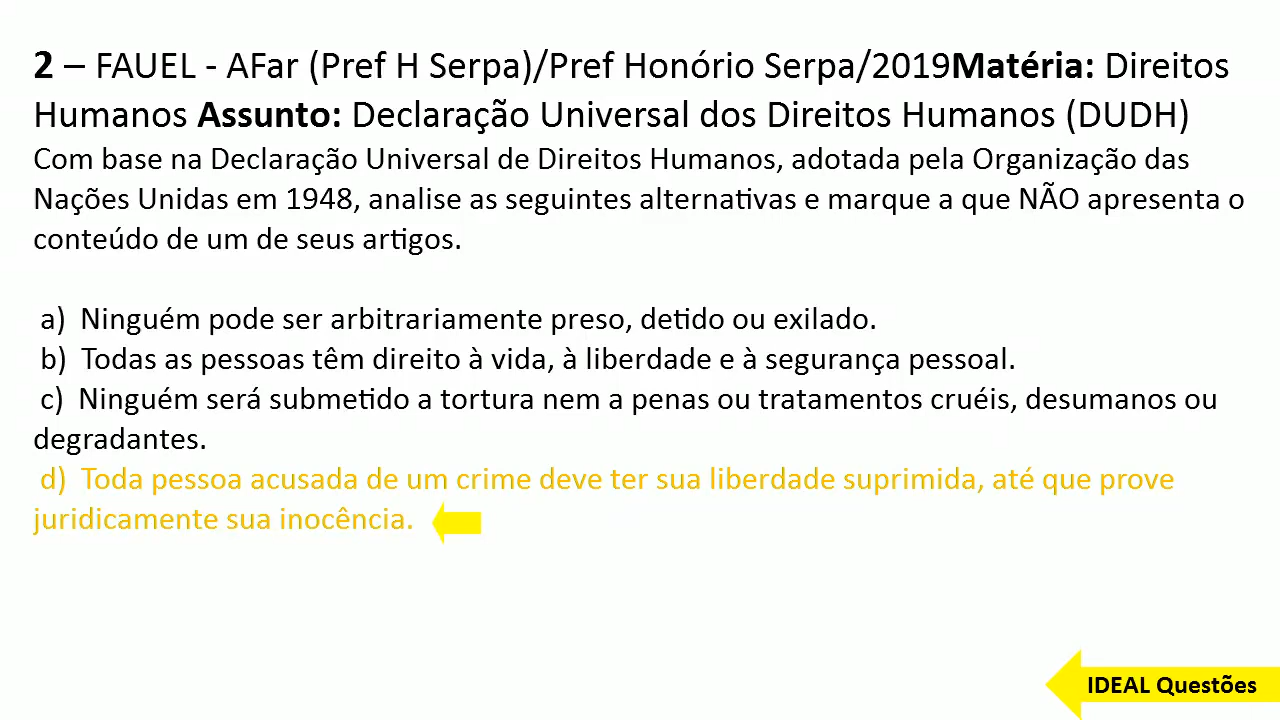 2 – FAUEL - AFar (Pref H Serpa)/Pref Honório Serpa/2019Matéria: Direitos
Humanos Assunto: Declaração Universal dos Direitos Humanos (DUDH)
Com base na Declaração Universal de Direitos Humanos, adotada pela Organização das
Nações Unidas em 1948, analise as seguintes alternativas e marque a que NÃO apresenta o
conteúdo de um de seus artigos.
a) Ninguém pode ser arbitrariamente preso, detido ou exilado.
b) Todas as pessoas têm direito à vida, à liberdade e à segurança pessoal.
c) Ninguém será submetido a tortura nem a penas ou tratamentos cruéis, desumanos ou
degradantes.
d) Toda pessoa acusada de um crime deve ter sua liberdade suprimida, até que prove
juridicamente sua inocência.
IDEAL Questões